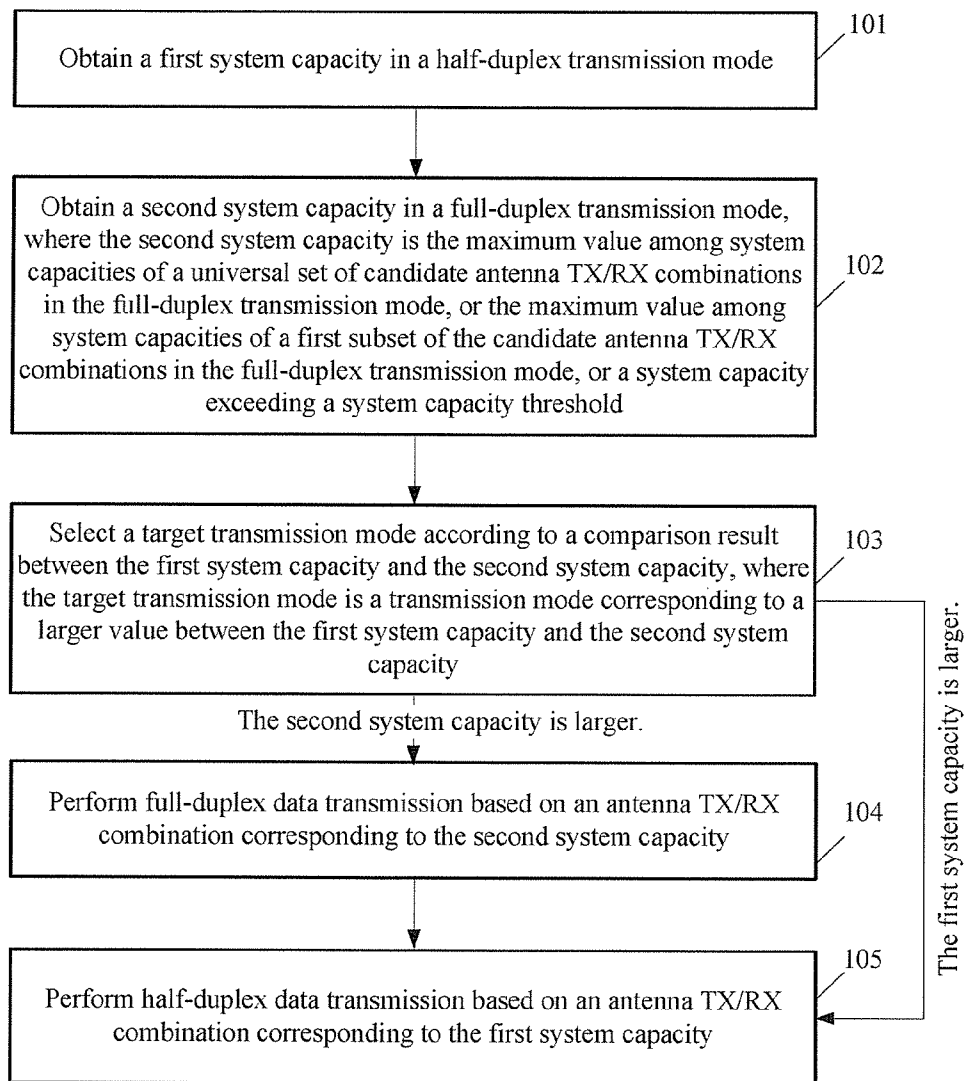 101
Obtain a first system capacity in a half-duplex transmission mode
Obtain a second system capacity in a full-duplex transmission mode,
where the second system capacity is the maximum value among system
capacities of a universal set of candidate antenna TX/RX combinations
in the full-duplex transmission mode, or the maximum value among
system capacities of a first subset of the candidate antenna TX/RX
combinations in the full-duplex transmission mode, or a system capacity
exceeding a system capacity threshold
102
Select a target transmission mode according to a comparison result
between the first system capacity and the second system capacity, where
the target transmission mode is a transmission mode corresponding to a
larger value between the first system capacity and the second system
capacity
103
The second system capacity is larger.
The first system capacity is larger.
Perform full-duplex data transmission based on an antenna TX/RX
combination corresponding to the second system capacity
104
Perform half-duplex data transmission based on an antenna TX/RX
combination corresponding to the first system capacity
105